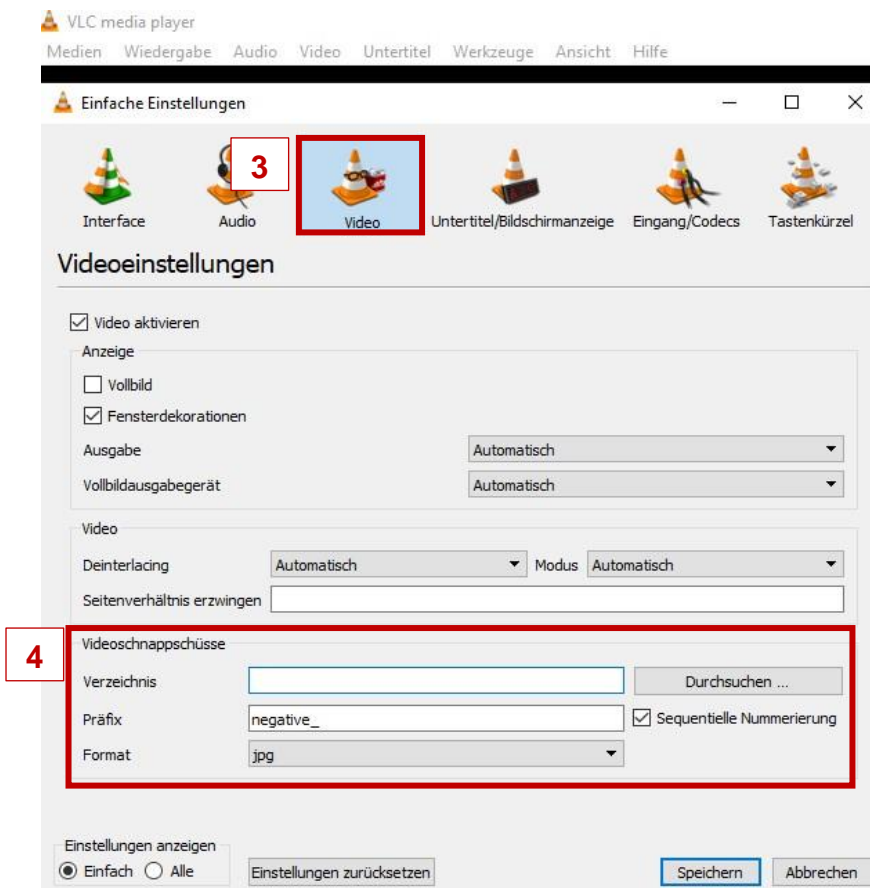 VLC media player
Medien Wiedergabe Audio Video Untertitel Werkzeuge Ansicht Hilfe
Einfache Einstellungen
3
Interface Audio Video Untertitel/Bildschirmanzeige Eingang/Codecs Tastenkürzel
Videoeinstellungen
Video aktivieren
Anzeige
Vollbild
Fensterdekorationen
Ausgabe Automatisch
Vollbildausgabegerät Automatisch
Video
Deinterlacing Automatisch Modus Automatisch
Seitenverhältnis erzwingen
4
Videoschnappschüsse
Verzeichnis Durchsuchen ...
Präfix negative_ Sequentielle Nummerierung
Format jpg
Einstellungen anzeigen
Einfach Alle Einstellungen zurücksetzen Speichern Abbrechen